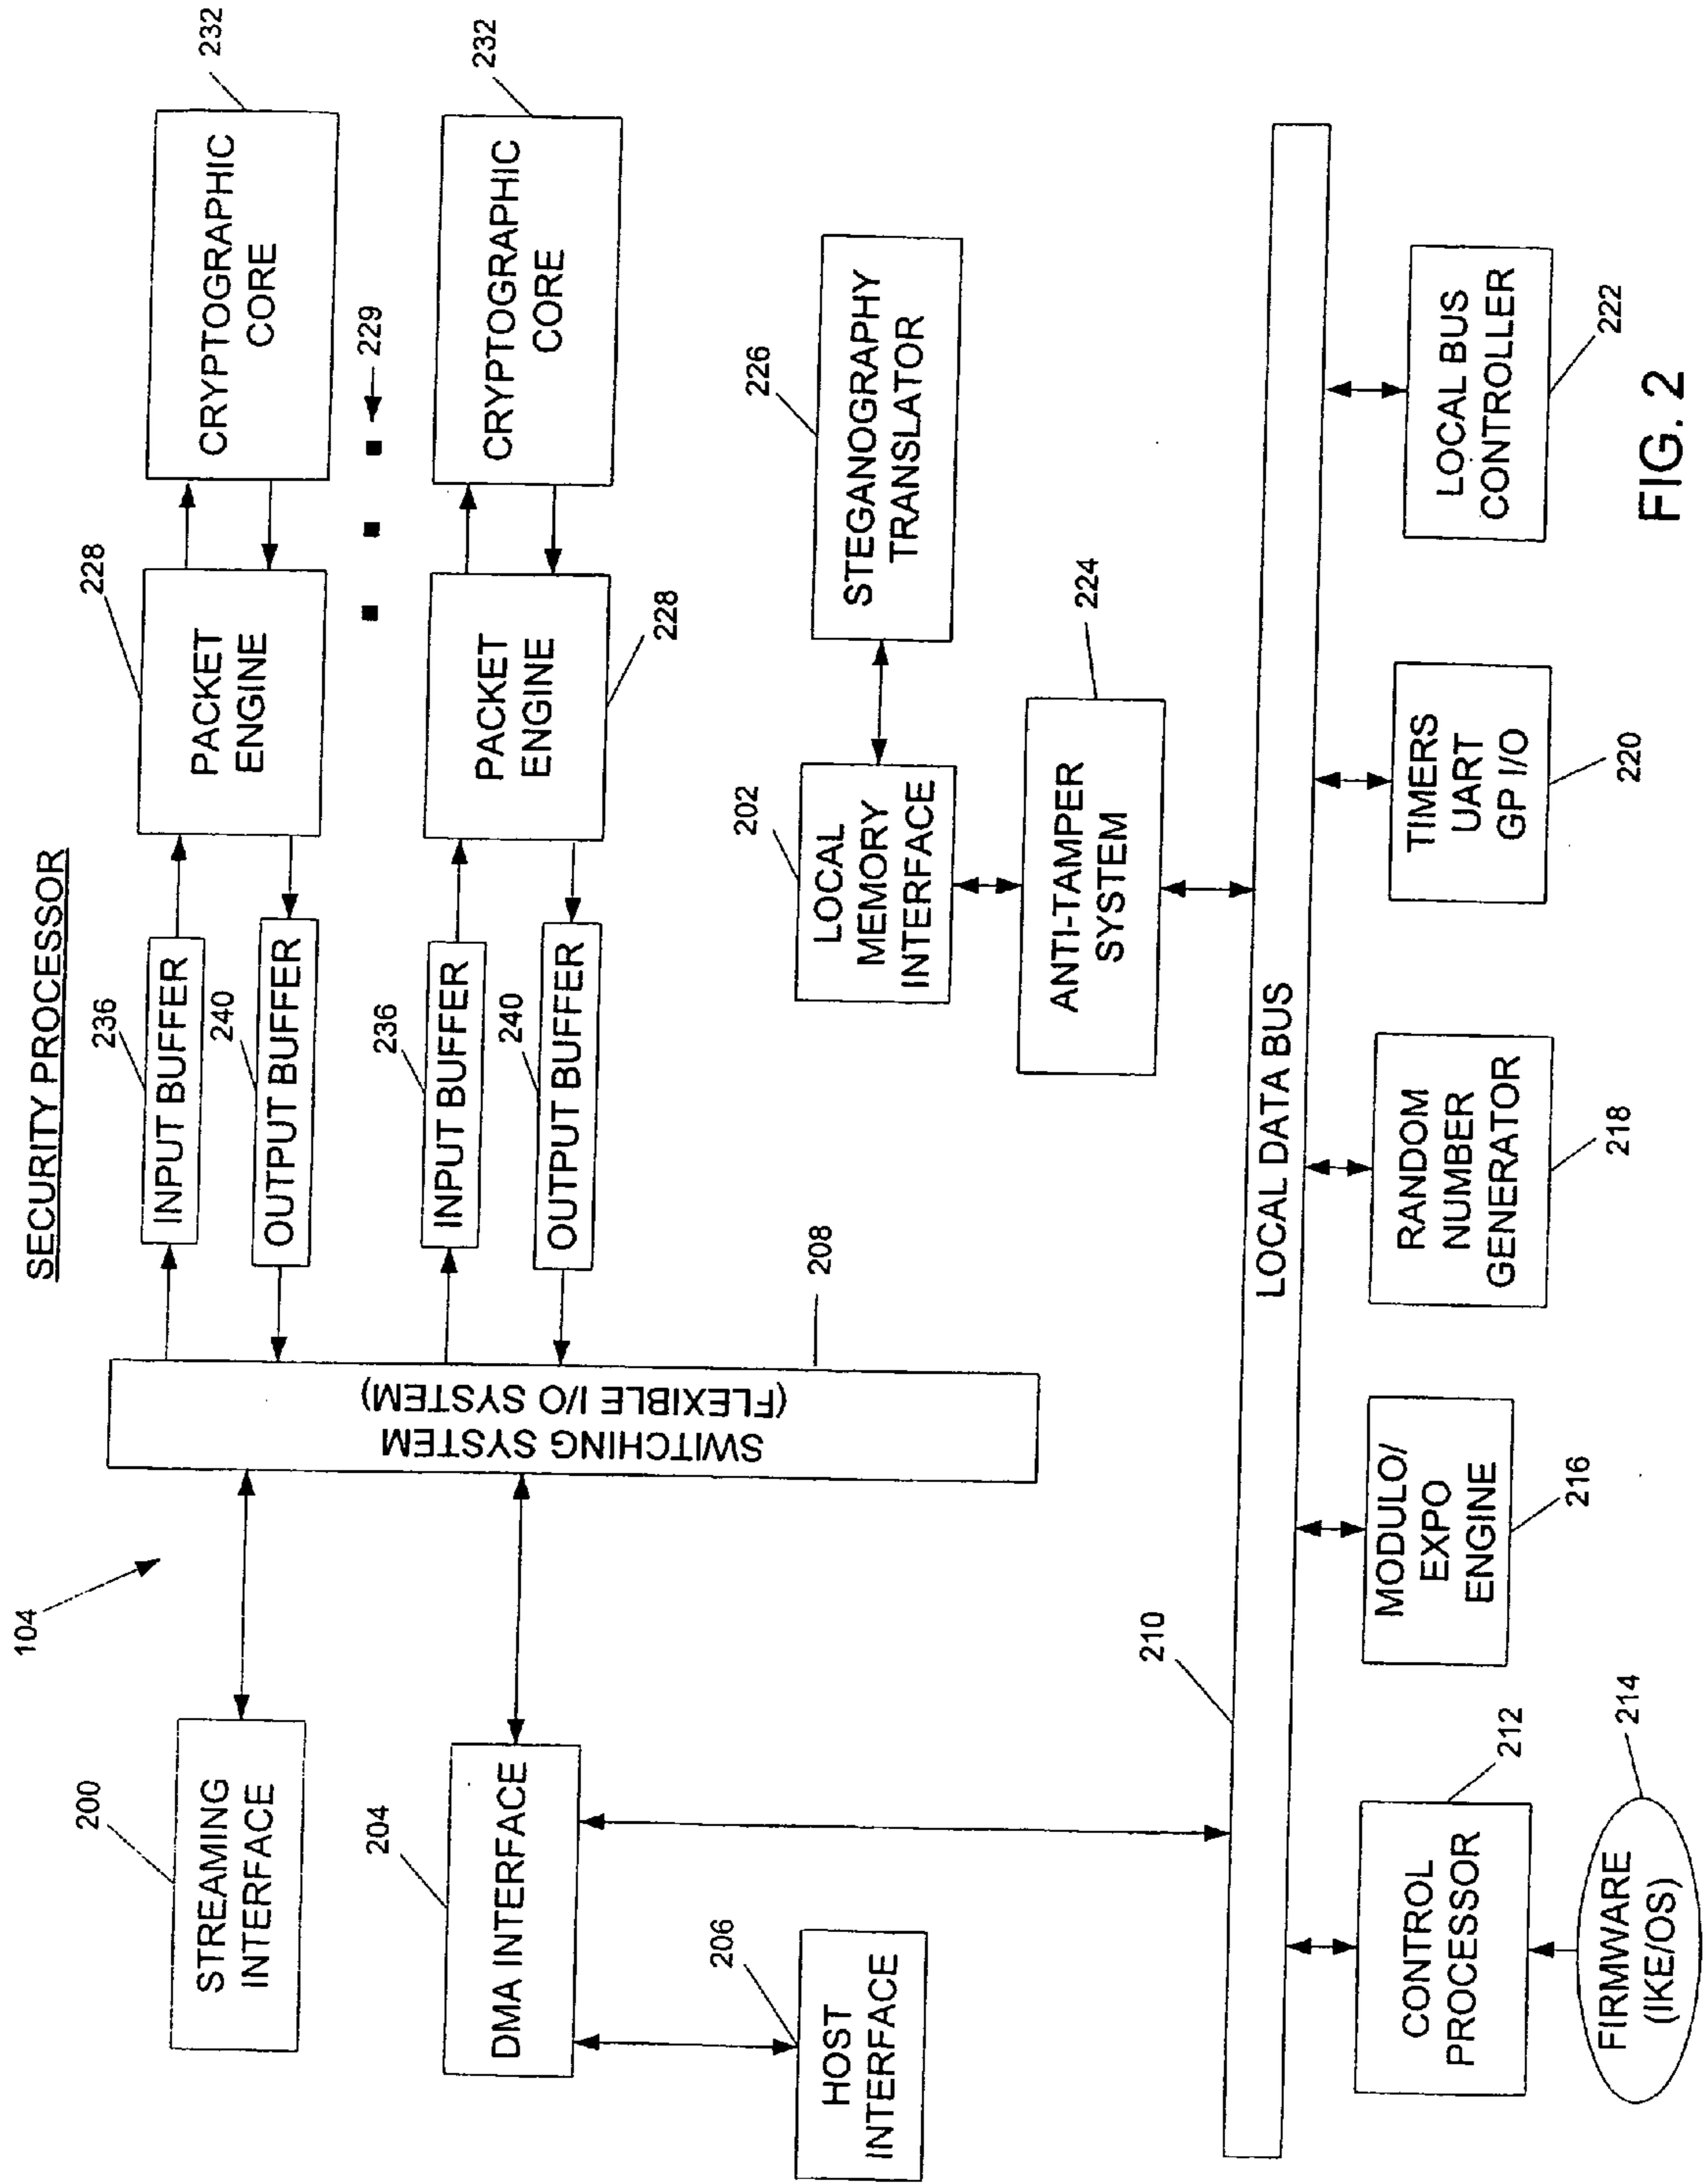 SECURITY PROCESSOR
104
200
STREAMING
INTERFACE
204
DMA INTERFACE
206
HOST
INTERFACE
SWITCHING SYSTEM
(FLEXIBLE I/O SYSTEM)
208
236
INPUT BUFFER
240
OUTPUT BUFFER
228
PACKET
ENGINE
CRYPTOGRAPHIC
CORE
232
229
236
INPUT BUFFER
240
OUTPUT BUFFER
PACKET
ENGINE
228
CRYPTOGRAPHIC
CORE
232
202
LOCAL
MEMORY
INTERFACE
226
STEGANOGRAPHY
TRANSLATOR
ANTI-TAMPER
SYSTEM
224
210
LOCAL DATA BUS
CONTROL
PROCESSOR
212
FIRMWARE
(IKE/OS)
214
MODULO/
EXPO
ENGINE
216
RANDOM
NUMBER
GENERATOR
218
TIMERS
UART
GP I/O
220
LOCAL BUS
CONTROLLER
222
FIG. 2